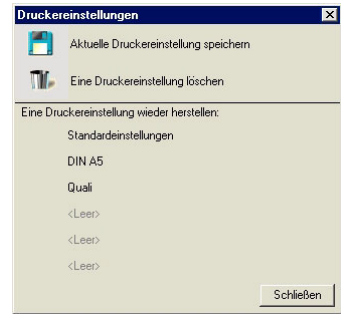 Druckereinstellungen
Aktuelle Druckereinstellung speichern
Eine Druckereinstellung löschen
Eine Druckereinstellung wieder herstellen:
Standardeinstellungen
DIN A5
Quali
<Leer>
<Leer>
<Leer>
Schließen